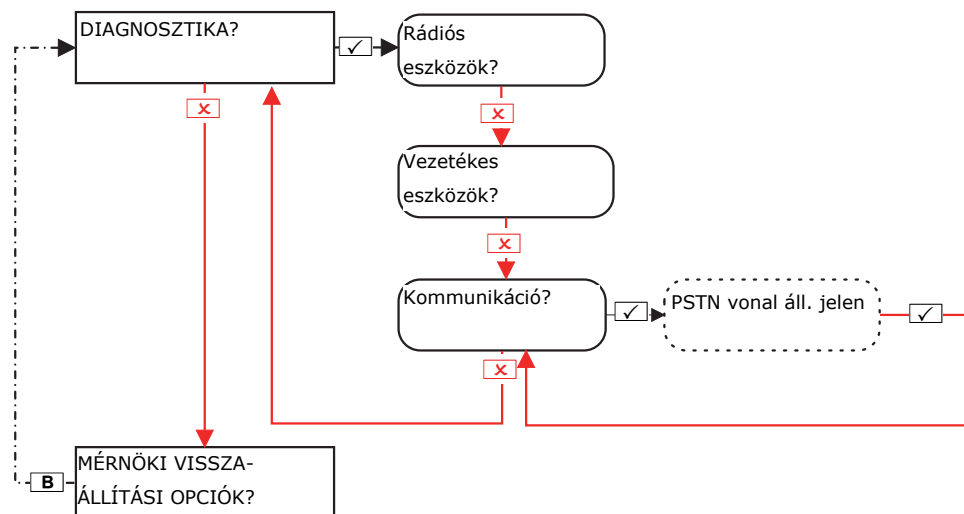 DIAGNOSZTIKA?
✓
Rádiós
eszközök?
✗
✗
Vezetékes
eszközök?
✗
Kommunikáció?
✓
PSTN vonal áll. jelen
✓
✗
MÉRNÖKI VISSZA-
ÁLLÍTÁSI OPCIÓK?
B